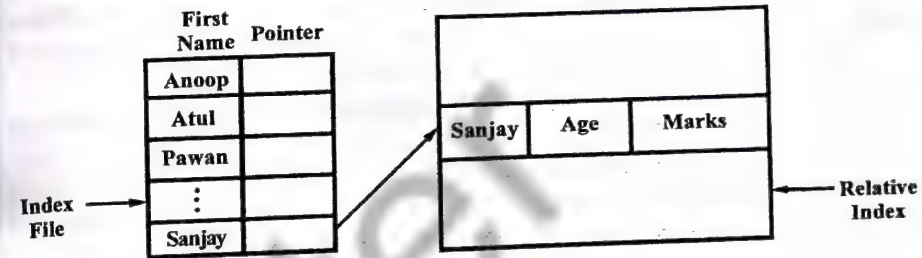 First
Name Pointer
Anoop
Atul
Pawan
⋮
Sanjay
Index
File
Sanjay Age Marks
Relative
Index